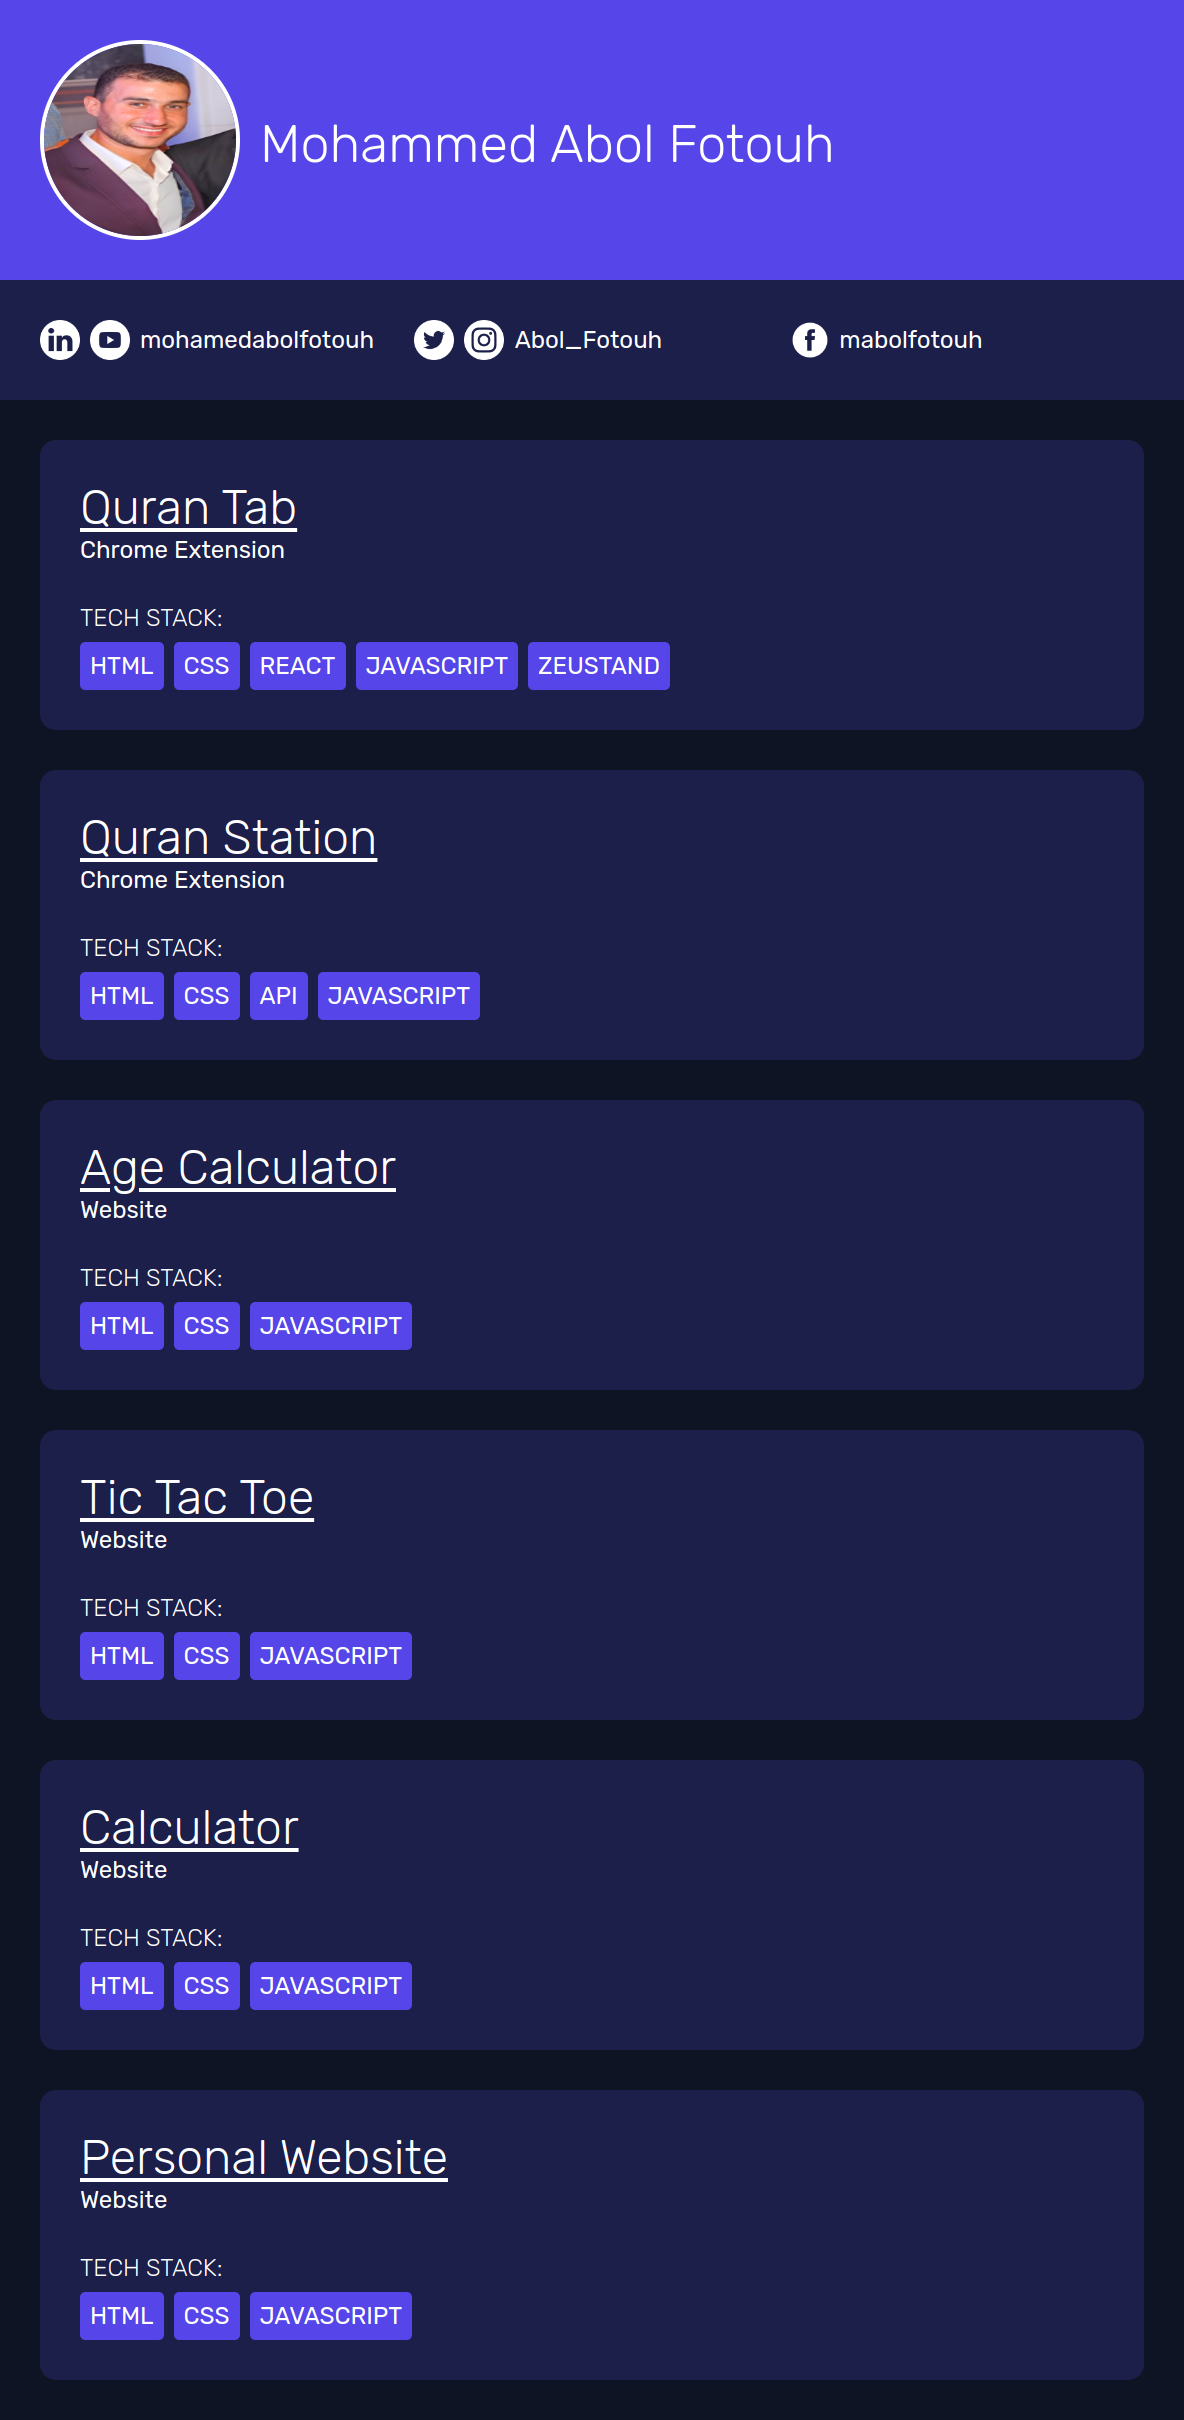 Mohammed Abol Fotouh
mohamedabolfotouh Abol_Fotouh mabolfotouh
Quran Tab
Chrome Extension
TECH STACK:
HTML CSS REACT JAVASCRIPT ZEUSTAND
Quran Station
Chrome Extension
TECH STACK:
HTML CSS API JAVASCRIPT
Age Calculator
Website
TECH STACK:
HTML CSS JAVASCRIPT
Tic Tac Toe
Website
TECH STACK:
HTML CSS JAVASCRIPT
Calculator
Website
TECH STACK:
HTML CSS JAVASCRIPT
Personal Website
Website
TECH STACK:
HTML CSS JAVASCRIPT